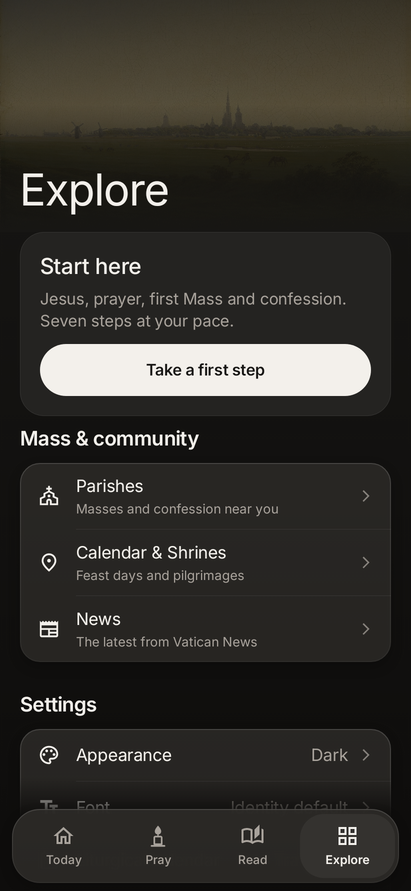 Explore
Start here
Jesus, prayer, first Mass and confession.
Seven steps at your pace.
Take a first step
Mass & community
Parishes
Masses and confession near you
Calendar & Shrines
Feast days and pilgrimages
News
The latest from Vatican News
Settings
Appearance Dark
Font Identity default
Today Pray Read Explore